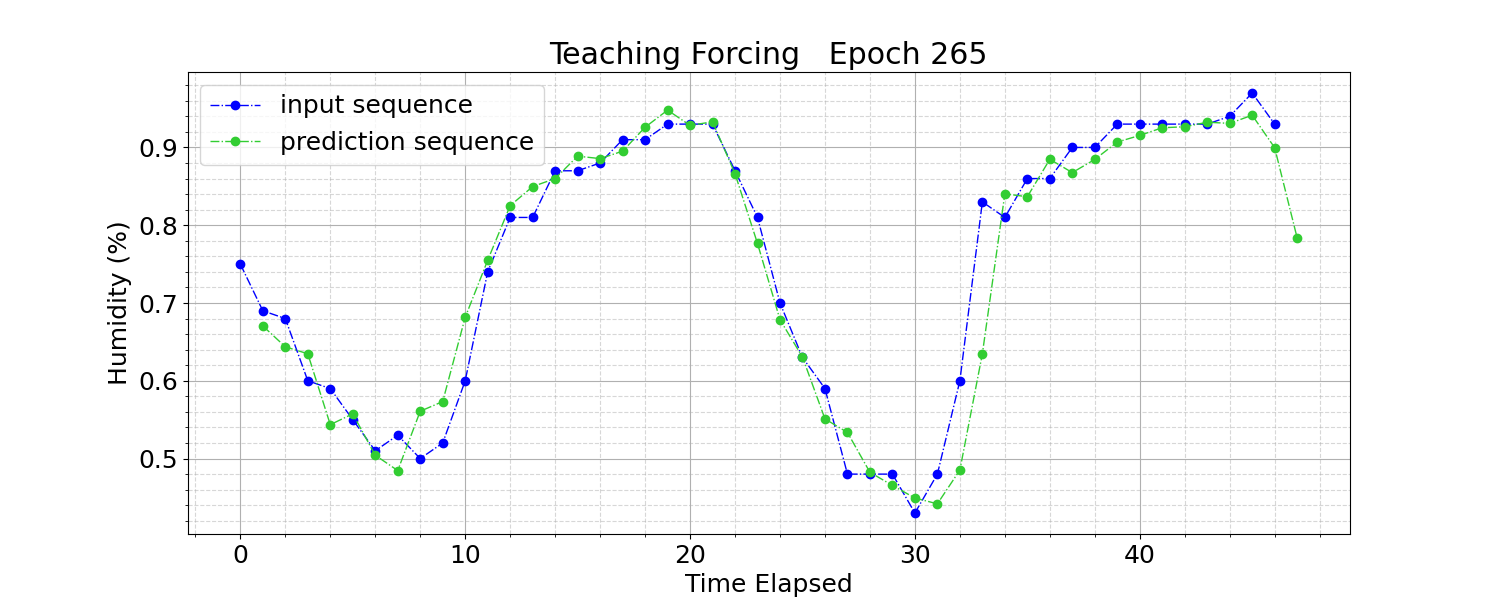 Teaching Forcing   Epoch 265
input sequence
prediction sequence
0.9
0.8
0.7
0.6
0.5
Humidity (%)
0 10 20 30 40
Time Elapsed